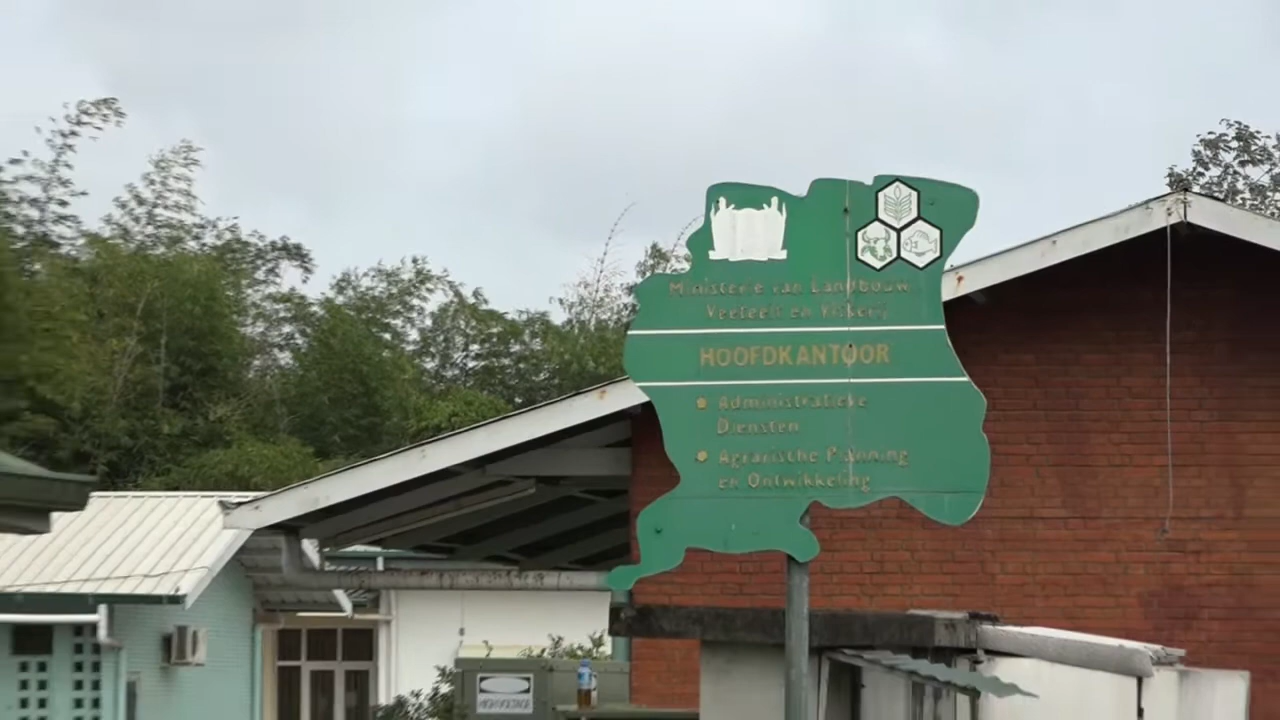 Ministerie van Landbouw
Veeteelt en Visserij
HOOFDKANTOOR
Administratieve
Diensten
Agrarische Planning
en Ontwikkeling